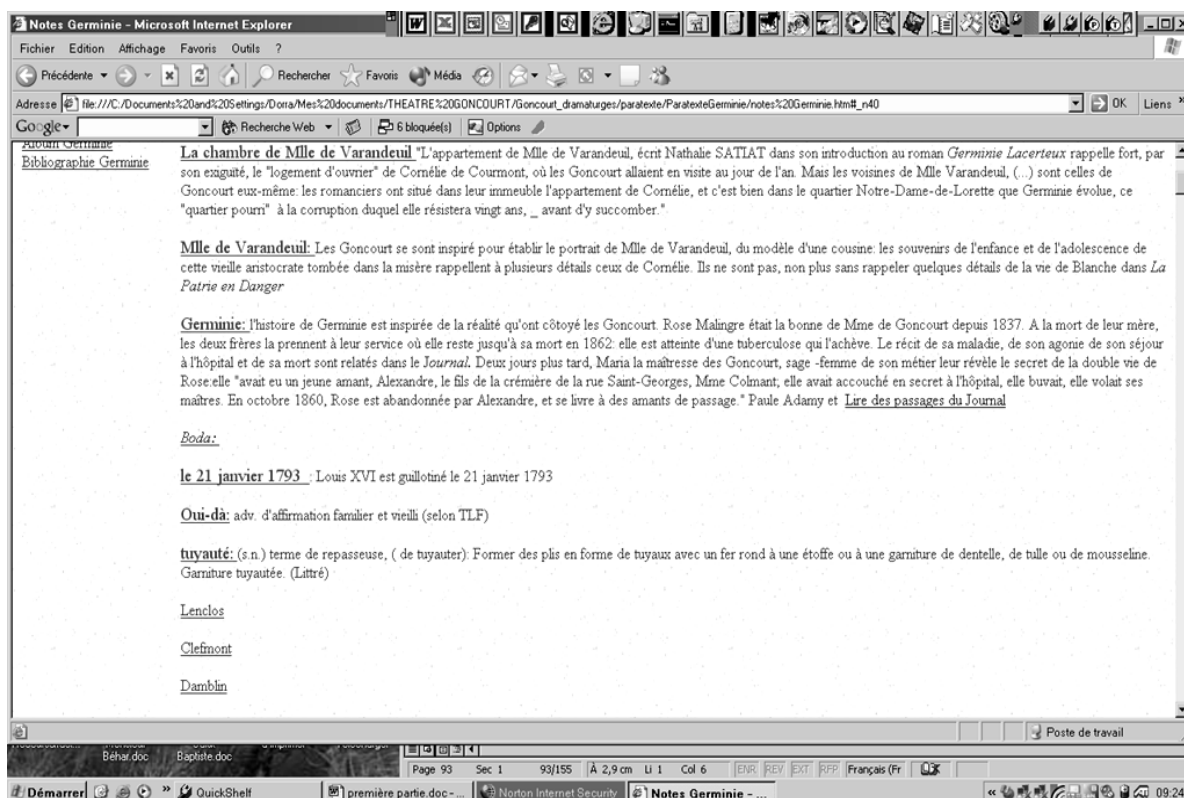 Notes Germinie - Microsoft Internet Explorer
Fichier Edition Affichage Favoris Outils ?
Précédente Rechercher Favoris Média
Adresse file:///C:/Documents%20and%20Settings/Dorra/Mes%20documents/THEATRE%20GONCOURT/Goncourt_dramaturges/paratexte/ParatexteGerminie/notes%20Germinie.htm#_n40 OK Liens »
Google Recherche Web 6 bloquée(s) Options
Album Germinie
Bibliographie Germinie
La chambre de Mlle de Varandeuil "L'appartement de Mlle de Varandeuil, écrit Nathalie SATIAT dans son introduction au roman Germinie Lacerteux rappelle fort, par
son exiguité, le "logement d'ouvrier" de Cornélie de Courmont, où les Goncourt allaient en visite au jour de l'an. Mais les voisines de Mlle Varandeuil, (...) sont celles de
Goncourt eux-même: les romanciers ont situé dans leur immeuble l'appartement de Cornélie, et c'est bien dans le quartier Notre-Dame-de-Lorette que Germinie évolue, ce
"quartier pourri" à la corruption duquel elle résistera vingt ans, _ avant d'y succomber."
Mlle de Varandeuil: Les Goncourt se sont inspiré pour établir le portrait de Mlle de Varandeuil, du modèle d'une cousine: les souvenirs de l'enfance et de l'adolescence de
cette vieille aristocrate tombée dans la misère rappellent à plusieurs détails ceux de Cornélie. Ils ne sont pas, non plus sans rappeler quelques détails de la vie de Blanche dans La
Patrie en Danger
Germinie: l'histoire de Germinie est inspirée de la réalité qu'ont côtoyé les Goncourt. Rose Malingre était la bonne de Mme de Goncourt depuis 1837. A la mort de leur mère,
les deux frères la prennent à leur service où elle reste jusqu'à sa mort en 1862: elle est atteinte d'une tuberculose qui l'achève. Le récit de sa maladie, de son agonie de son séjour
à l'hôpital et de sa mort sont relatés dans le Journal. Deux jours plus tard, Maria la maîtresse des Goncourt, sage -femme de son métier leur révèle le secret de la double vie de
Rose:elle "avait eu un jeune amant, Alexandre, le fils de la crémière de la rue Saint-Georges, Mme Colmant; elle avait accouché en secret à l'hôpital, elle buvait, elle volait ses
maîtres. En octobre 1860, Rose est abandonnée par Alexandre, et se livre à des amants de passage." Paule Adamy et Lire des passages du Journal
Boda:
le 21 janvier 1793 : Louis XVI est guillotiné le 21 janvier 1793
Oui-dà: adv. d'affirmation familier et vieilli (selon TLF)
tuyauté: (s.n.) terme de repasseuse, ( de tuyauter): Former des plis en forme de tuyaux avec un fer rond à une étoffe ou à une garniture de dentelle, de tulle ou de mousseline.
Garniture tuyautée. (Littré)
Lenclos
Clefmont
Damblin
Poste de travail
Béhar.doc Baptiste.doc
Page 93 Sec 1 93/155 À 2,9 cm Li 1 Col 6 ENR REV EXT RFP Français (Fr
Démarrer » QuickShelf première partie.doc - ... Norton Internet Security Notes Germinie - ... « 09:24